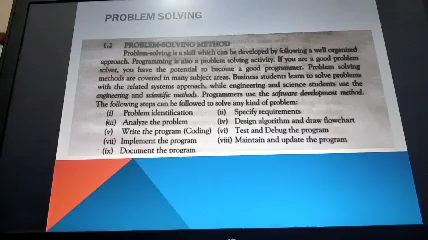 PROBLEM SOLVING
1.2 PROBLEM-SOLVING METHOD
Problem-solving is a skill which can be developed by following a well organized
approach. Programming is also a problem solving activity. If you are a good problem
solver, you have the potential to become a good programmer. Problem solving
methods are covered in many subject areas. Business students learn to solve problems
with the related systems approach, while engineering and science students use the
engineering and scientific methods. Programmers use the software development method.
The following steps can be followed to solve any kind of problem:
(i) Problem identification (ii) Specify requirements
(iii) Analyze the problem (iv) Design algorithm and draw flowchart
(v) Write the program (Coding) (vi) Test and Debug the program
(vii) Implement the program (viii) Maintain and update the program
(ix) Document the program